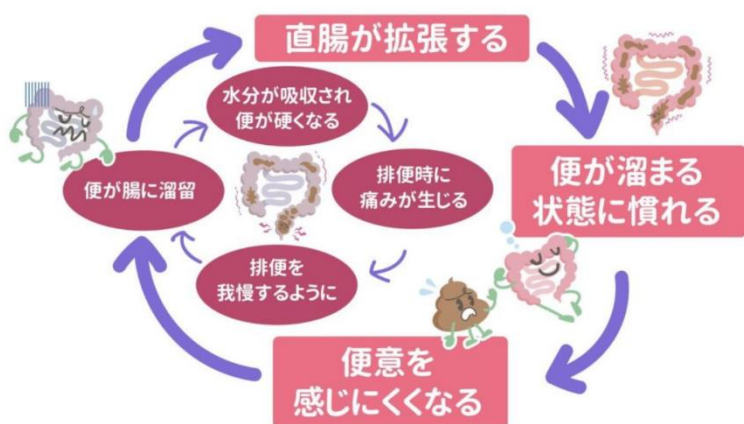 直腸が拡張する
水分が吸収され
便が硬くなる
便が腸に溜留
排便時に
痛みが生じる
便が溜まる
状態に慣れる
排便を
我慢するように
便意を
感じにくくなる